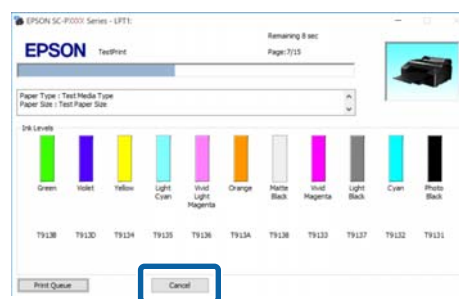 EPSON SC-PXXXX Series - LPT1:
Remaining 8 sec
EPSON TestPrint Page: 7/15
Paper Type : Test Media Type
Paper Size : Test Paper Size
Ink Levels
Green Violet Yellow Light Cyan Vivid Light Magenta Orange Matte Black Vivid Magenta Light Black Cyan Photo Black
T913B T913D T9134 T9135 T9136 T913A T9138 T9133 T9137 T9132 T9131
Print Queue Cancel